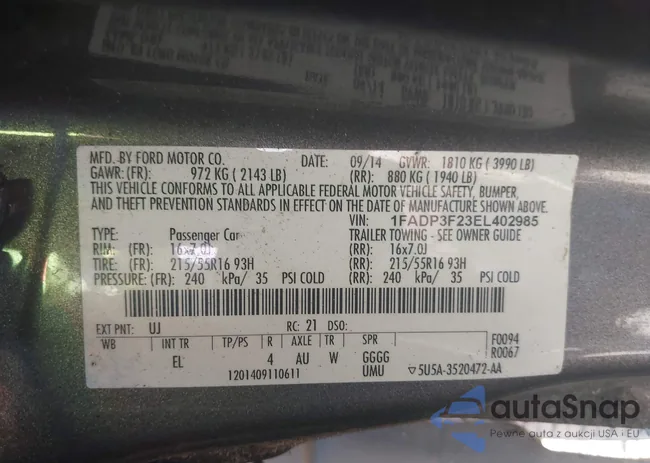 MFD. BY FORD MOTOR CO. DATE: 09/14 GVWR: 1810 KG ( 3990 LB)
GAWR: (FR): 972 KG ( 2143 LB) (RR): 880 KG ( 1940 LB)
THIS VEHICLE CONFORMS TO ALL APPLICABLE FEDERAL MOTOR VEHICLE SAFETY, BUMPER,
AND THEFT PREVENTION STANDARDS IN EFFECT ON THE DATE OF MANUFACTURE SHOWN ABOVE.
VIN: 1FADP3F23EL402985
TYPE: Passenger Car TRAILER TOWING - SEE OWNER GUIDE
RIM: (FR): 16x7.0J (RR): 16x7.0J
TIRE: (FR): 215/55R16 93H (RR): 215/55R16 93H
PRESSURE: (FR): 240 kPa/ 35 PSI COLD (RR): 240 kPa/ 35 PSI COLD
EXT PNT: UJ RC: 21 DSO:
WB INT TR TP/PS R AXLE TR SPR F0094
EL 4 AU W GGGG R0067
1201409110611 UMU ▽5U5A-3520472-AA
autaSnap
Pewne auta z aukcji USA i EU